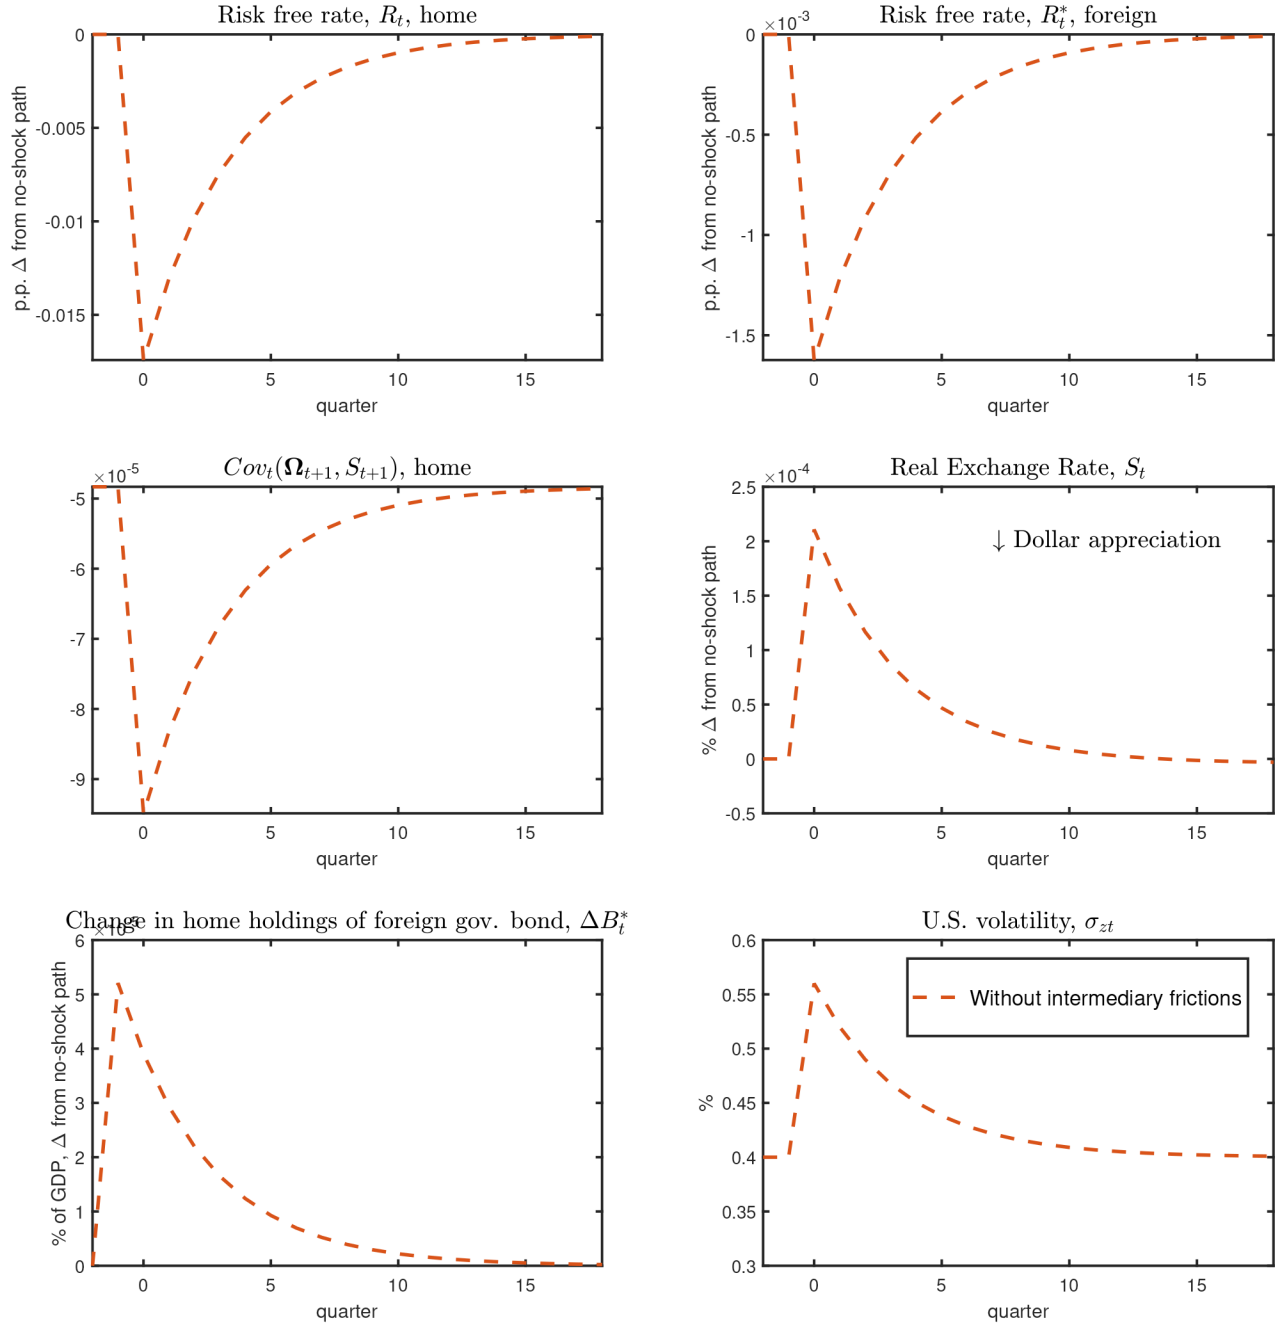 Risk free rate, R_t, home
0
-0.005
-0.01
-0.015
p.p. Δ from no-shock path
0 5 10 15
quarter
Risk free rate, R_t^*, foreign
×10^-3
0
-0.5
-1
-1.5
p.p. Δ from no-shock path
0 5 10 15
quarter
Cov_t(Ω_{t+1}, S_{t+1}), home
×10^-5
-5
-6
-7
-8
-9
0 5 10 15
quarter
Real Exchange Rate, S_t
×10^-4
2.5
2
1.5
1
0.5
0
-0.5
% Δ from no-shock path
↓ Dollar appreciation
0 5 10 15
quarter
Change in home holdings of foreign gov. bond, ΔB_t^*
6
5
4
3
2
1
0
% of GDP, Δ from no-shock path
0 5 10 15
quarter
U.S. volatility, σ_{zt}
0.6
0.55
0.5
0.45
0.4
0.35
0.3
%
Without intermediary frictions
0 5 10 15
quarter